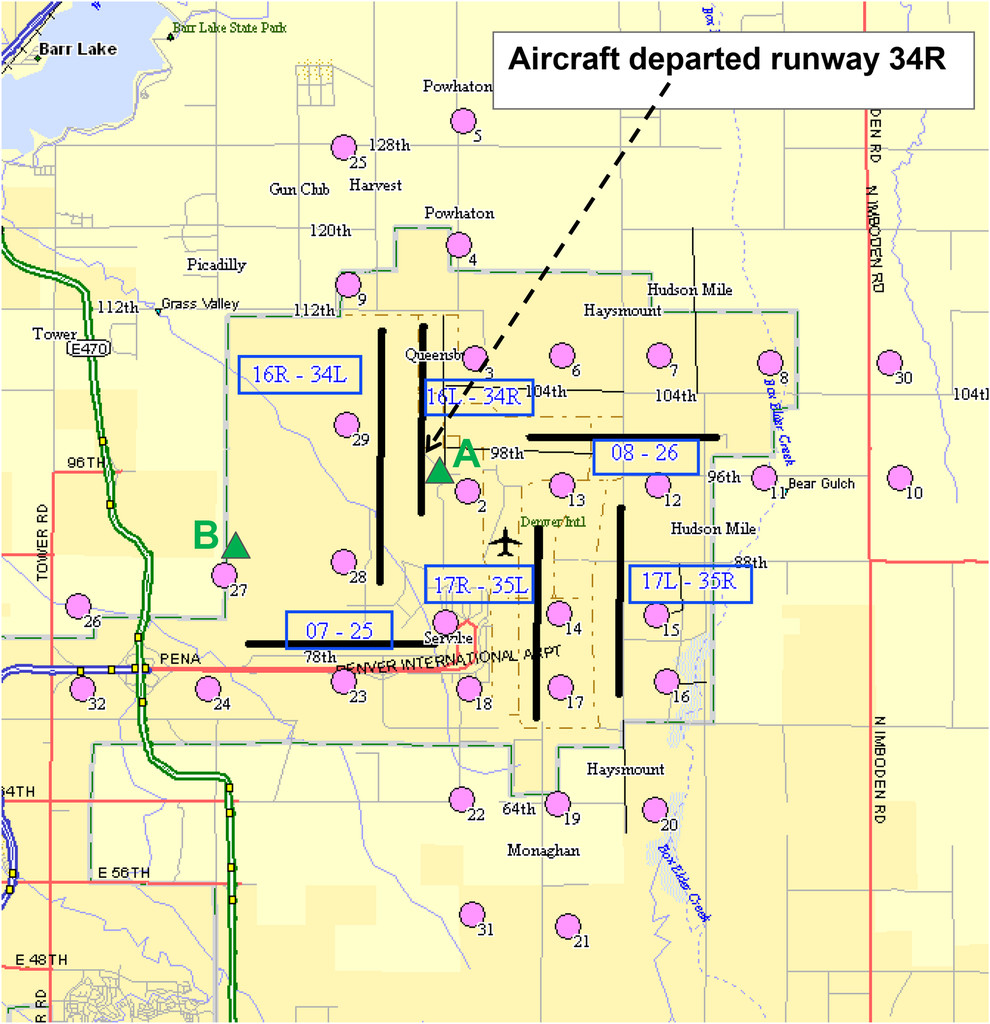 Barr Lake State Park
Barr Lake
Aircraft departed runway 34R
Powhaton
5
25
128th
Gun Club
Harvest
N IMBODEN RD
DEN RD
Powhaton
120th
4
Picadilly
9
Hudson Mile
112th
Grass Valley
112th
Haysmount
Tower
E470
3
6
7
8
30
16R - 34L
16L - 34R
104th
104th
104th
Box Elder Creek
29
98th
08 - 26
A
96TH
96th
2
13
12
11
Bear Gulch
10
TOWER RD
B
Denver Intl
Hudson Mile
88th
27
28
17R - 35L
17L - 35R
26
07 - 25
14
15
78th
PENA
DENVER INTERNATIONAL ARPT
32
24
23
18
17
16
N IMBODEN RD
Haysmount
64TH
22
64th
19
20
Monaghan
E 56TH
Box Elder Creek
31
21
E 48TH
R RD